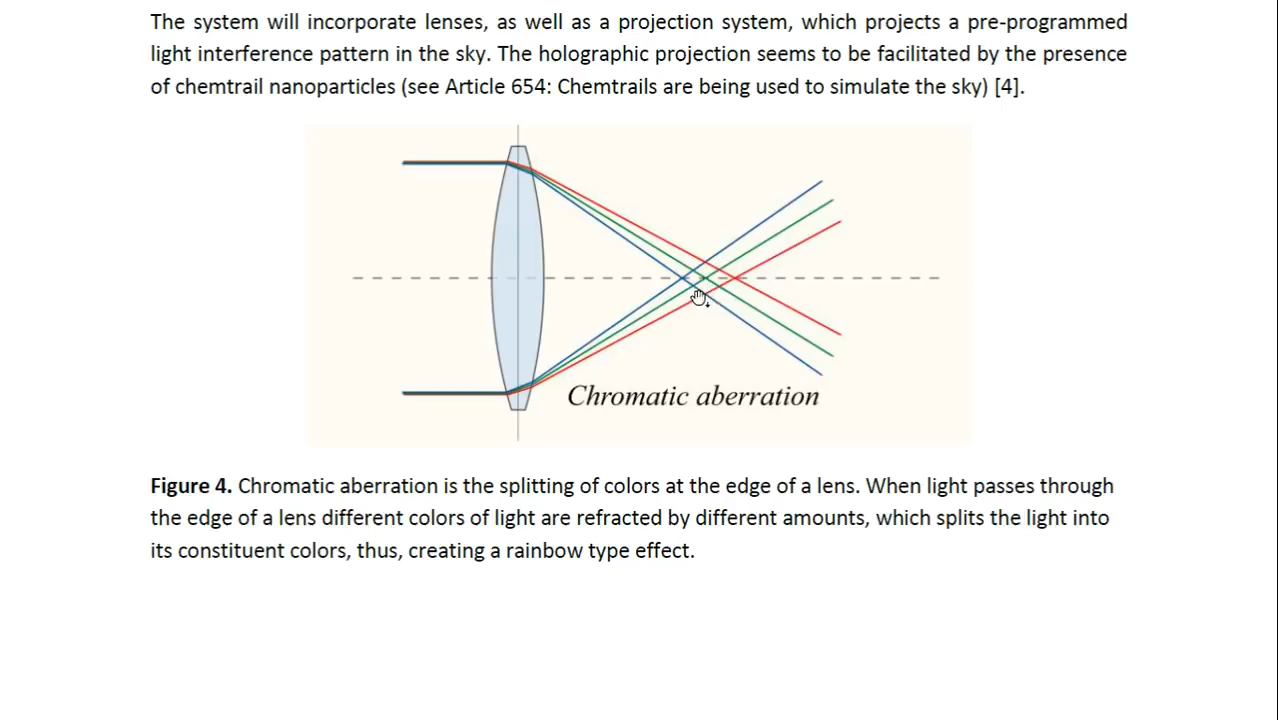 The system will incorporate lenses, as well as a projection system, which projects a pre-programmed
light interference pattern in the sky. The holographic projection seems to be facilitated by the presence
of chemtrail nanoparticles (see Article 654: Chemtrails are being used to simulate the sky) [4].
Chromatic aberration
Figure 4. Chromatic aberration is the splitting of colors at the edge of a lens. When light passes through
the edge of a lens different colors of light are refracted by different amounts, which splits the light into
its constituent colors, thus, creating a rainbow type effect.